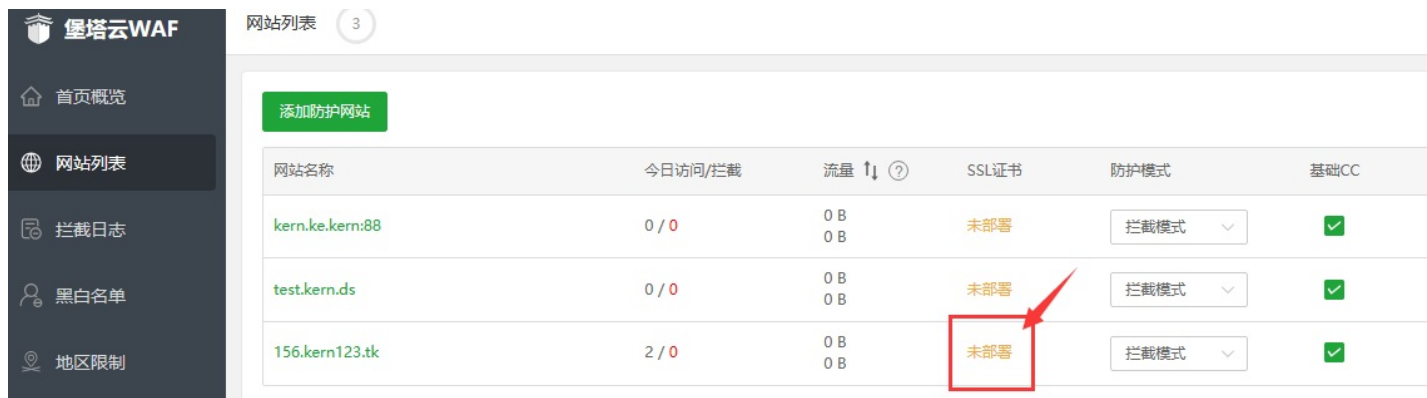 堡塔云WAF
网站列表 3
首页概览
网站列表
拦截日志
黑白名单
地区限制
添加防护网站
网站名称 今日访问/拦截 流量 SSL证书 防护模式 基础CC
kern.ke.kern:88 0 / 0 0 B 未部署 拦截模式
0 B
test.kern.ds 0 / 0 0 B 未部署 拦截模式
0 B
156.kern123.tk 2 / 0 0 B 未部署 拦截模式
0 B